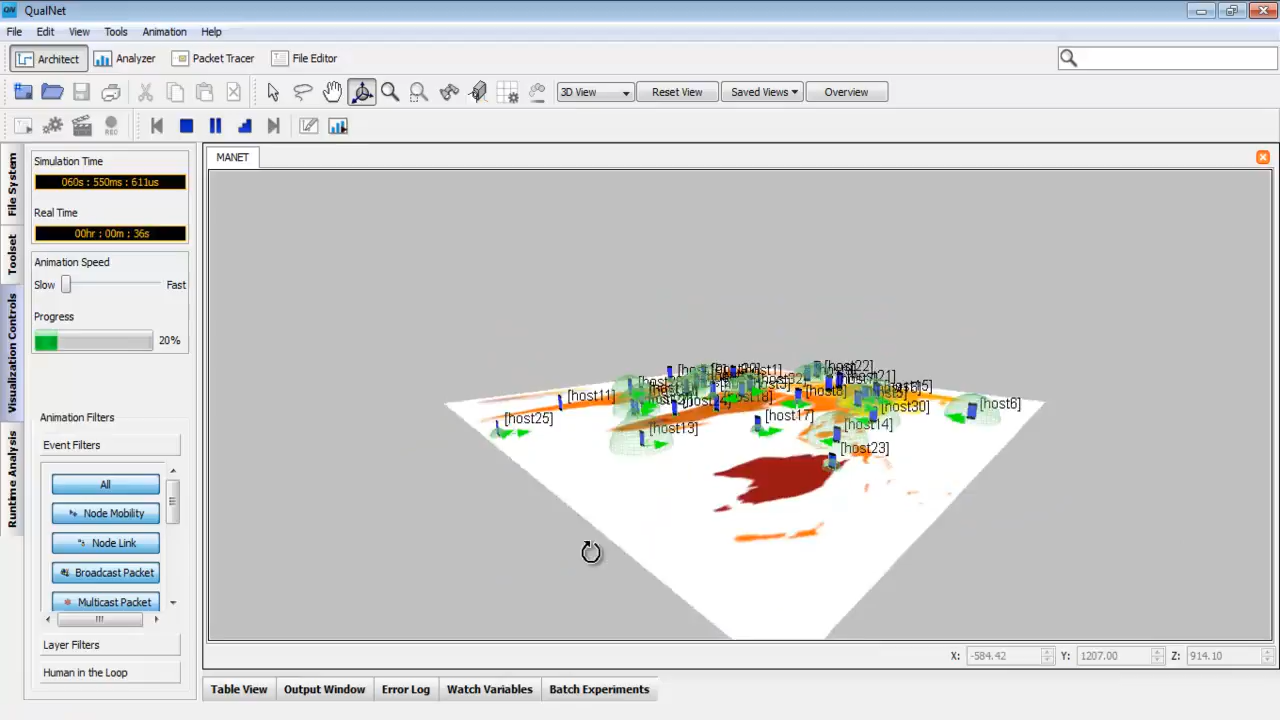 QN QualNet
File Edit View Tools Animation Help
Architect Analyzer Packet Tracer File Editor
3D View Reset View Saved Views Overview
REC
File System
Toolset
Visualization Controls
Runtime Analysis
Simulation Time
060s : 550ms : 611us
Real Time
00hr : 00m : 36s
Animation Speed
Slow Fast
Progress
20%
Animation Filters
Event Filters
All
Node Mobility
Node Link
Broadcast Packet
Multicast Packet
Layer Filters
Human in the Loop
MANET
[host22]
[host11]
[host6]
[host30]
[host25]
[host17]
[host14]
[host13]
[host23]
X: -584.42 Y: 1207.00 Z: 914.10
Table View Output Window Error Log Watch Variables Batch Experiments